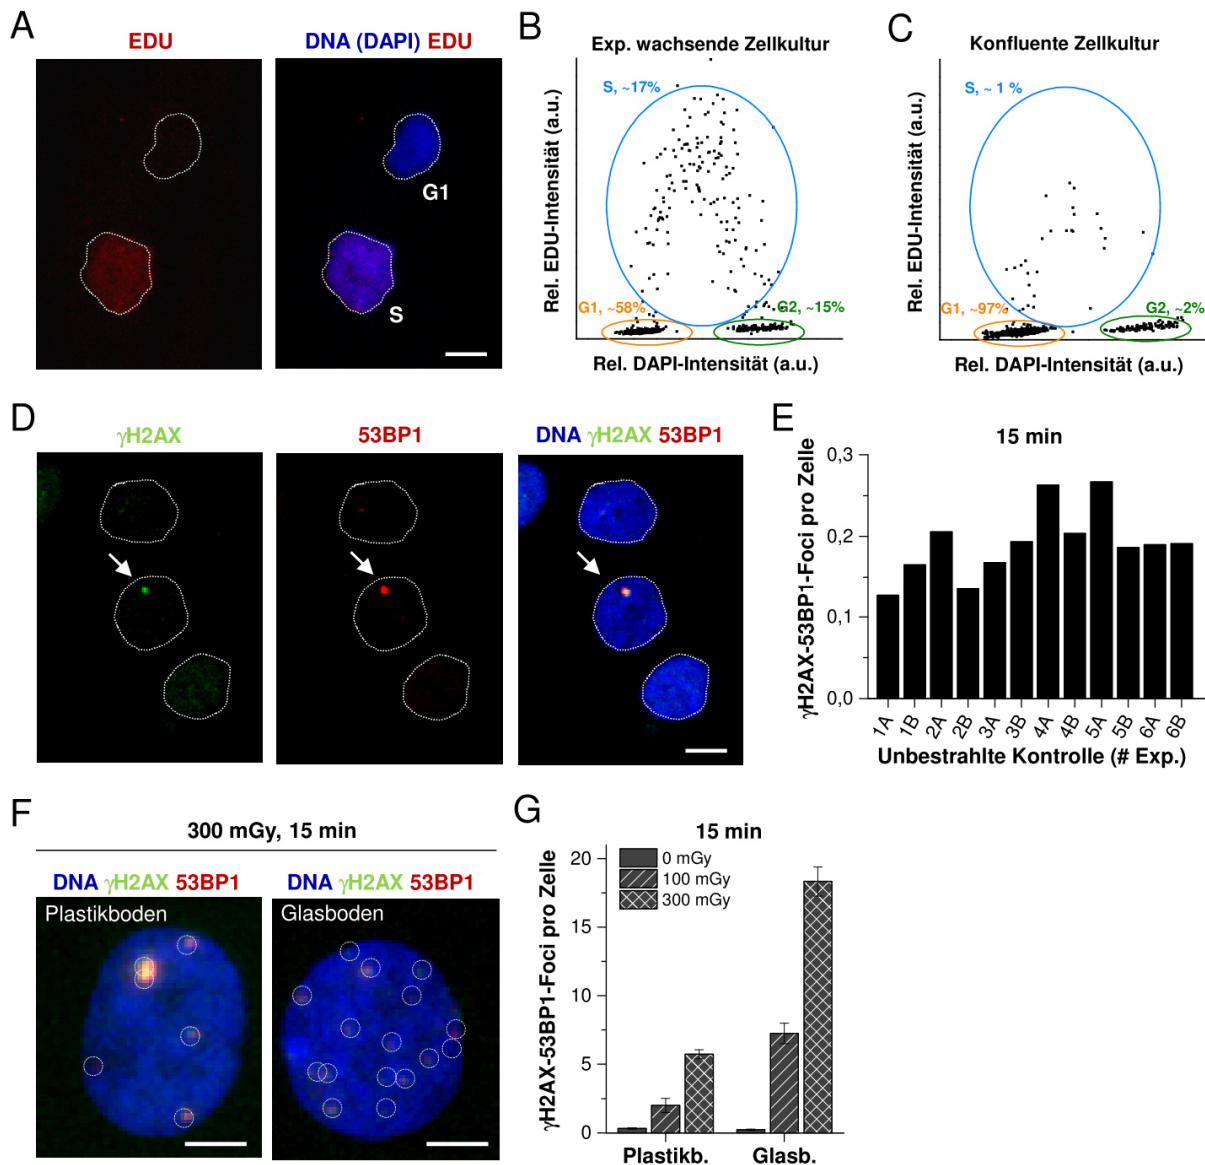 A
EDU
DNA (DAPI) EDU
G1
S
B
Exp. wachsende Zellkultur
S, ~17%
G1, ~58%
G2, ~15%
Rel. EDU-Intensität (a.u.)
Rel. DAPI-Intensität (a.u.)
C
Konfluente Zellkultur
S, ~ 1 %
G1, ~97%
G2, ~2%
Rel. EDU-Intensität (a.u.)
Rel. DAPI-Intensität (a.u.)
D
γH2AX
53BP1
DNA γH2AX 53BP1
E
15 min
γH2AX-53BP1-Foci pro Zelle
0,3
0,2
0,1
0,0
1A 1B 2A 2B 3A 3B 4A 4B 5A 5B 6A 6B
Unbestrahlte Kontrolle (# Exp.)
F
300 mGy, 15 min
DNA γH2AX 53BP1
Plastikboden
DNA γH2AX 53BP1
Glasboden
G
15 min
γH2AX-53BP1-Foci pro Zelle
20
15
10
5
0
0 mGy
100 mGy
300 mGy
Plastikb. Glasb.